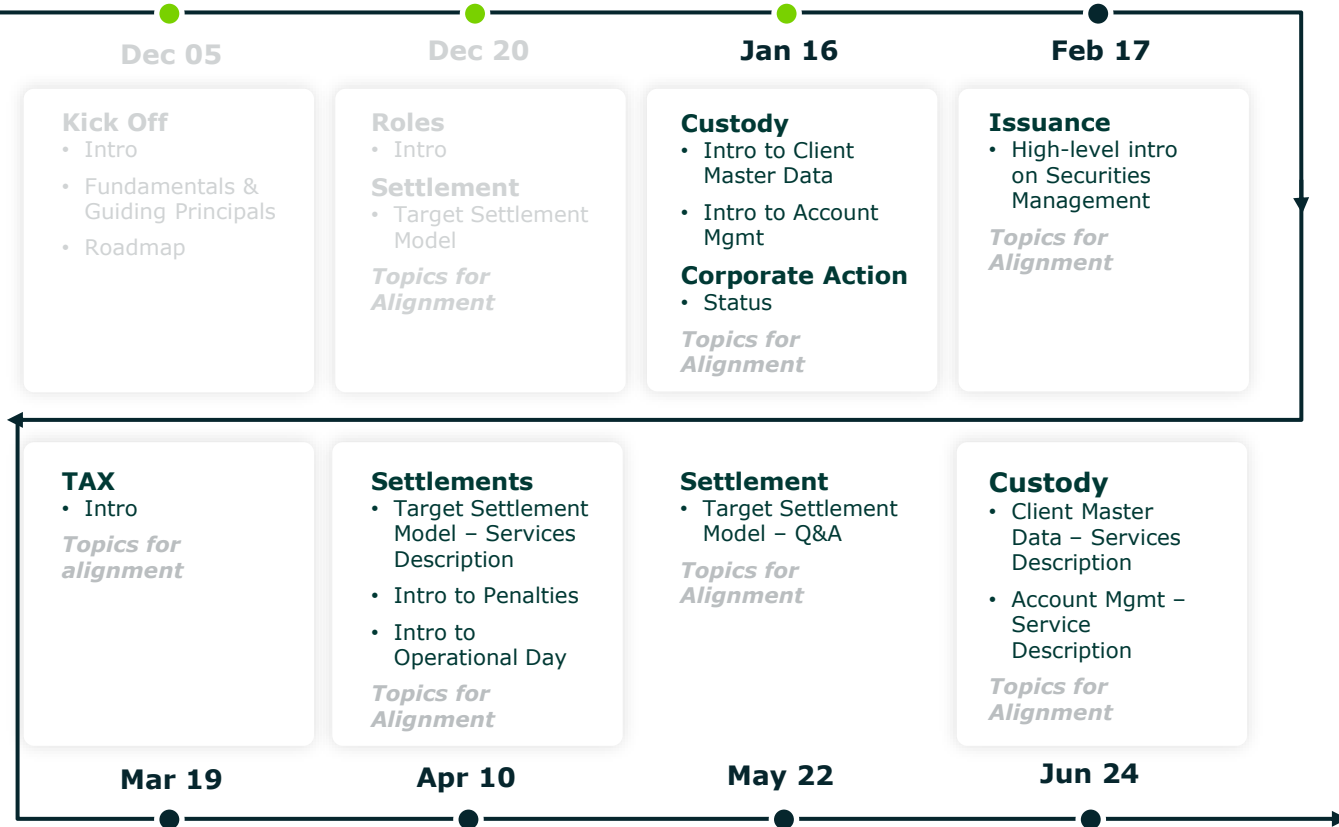 Dec 05
Dec 20
Jan 16
Feb 17
Kick Off
• Intro
• Fundamentals &
Guiding Principals
• Roadmap
Roles
• Intro
Settlement
• Target Settlement
Model
Topics for
Alignment
Custody
• Intro to Client
Master Data
• Intro to Account
Mgmt
Corporate Action
• Status
Topics for
Alignment
Issuance
• High-level intro
on Securities
Management
Topics for
Alignment
TAX
• Intro
Topics for
alignment
Settlements
• Target Settlement
Model – Services
Description
• Intro to Penalties
• Intro to
Operational Day
Topics for
Alignment
Settlement
• Target Settlement
Model – Q&A
Topics for
Alignment
Custody
• Client Master
Data – Services
Description
• Account Mgmt –
Service
Description
Topics for
Alignment
Mar 19
Apr 10
May 22
Jun 24